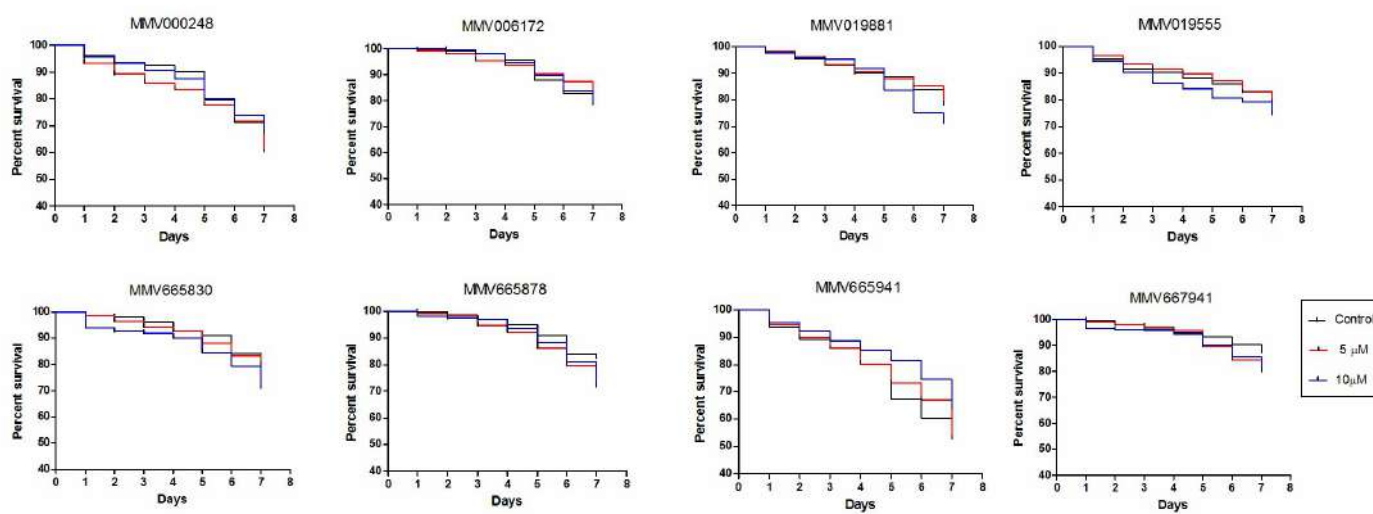 MMV000248
MMV006172
MMV019881
MMV019555
Percent survival
100
90
80
70
60
50
40
0 1 2 3 4 5 6 7 8
Days
Percent survival
100
90
80
70
60
50
40
0 1 2 3 4 5 6 7 8
Days
Percent survival
100
90
80
70
60
50
40
0 1 2 3 4 5 6 7 8
Days
Percent survival
100
90
80
70
60
50
40
0 1 2 3 4 5 6 7 8
Days
MMV665830
MMV665878
MMV665941
MMV667941
Percent survival
100
90
80
70
60
50
40
0 1 2 3 4 5 6 7 8
Days
Percent survival
100
90
80
70
60
50
40
0 1 2 3 4 5 6 7 8
Days
Percent survival
100
90
80
70
60
50
40
0 1 2 3 4 5 6 7 8
Days
Percent survival
100
90
80
70
60
50
40
0 1 2 3 4 5 6 7 8
Days
Control
5 µM
10µM